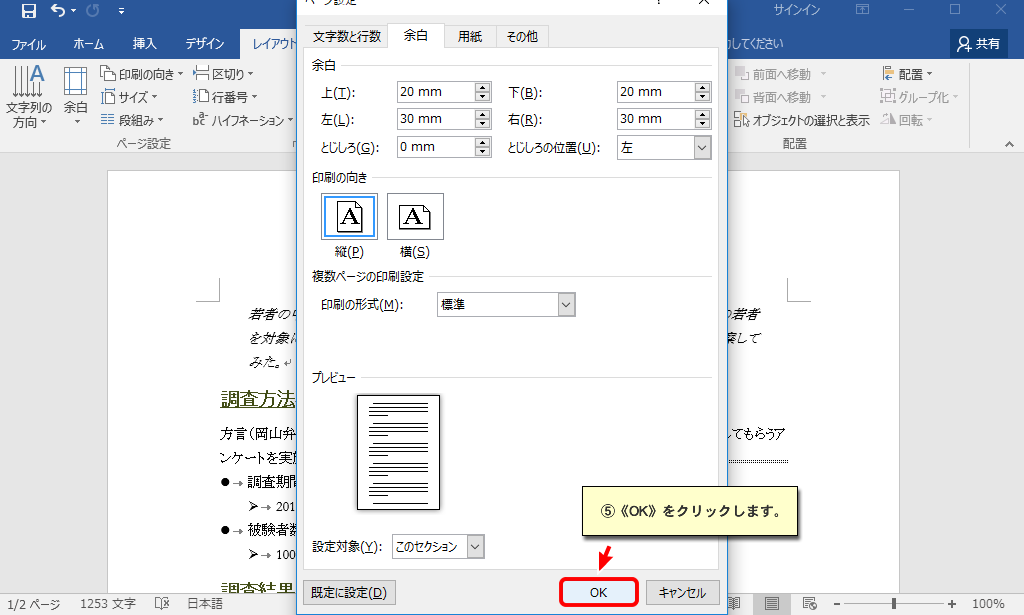 ページ設定
サインイン
ファイル ホーム 挿入 デザイン レイアウト
してください
共有
文字列の方向
余白
印刷の向き
サイズ
段組み
区切り
行番号
ハイフネーション
ページ設定
前面へ移動
背面へ移動
オブジェクトの選択と表示
配置
グループ化
回転
配置
文字数と行数 余白 用紙 その他
余白
上(T): 20 mm 下(B): 20 mm
左(L): 30 mm 右(R): 30 mm
とじしろ(G): 0 mm とじしろの位置(U): 左
印刷の向き
A A
縦(P) 横(S)
複数ページの印刷設定
印刷の形式(M): 標準
プレビュー
設定対象(Y): このセクション
既定に設定(D) OK キャンセル
⑤《OK》をクリックします。
若者の
の若者
を対象に
察して
みた。
調査方法
方言(岡山弁
してもらうア
ンケートを実施
調査期間
201
被験者数
100
調査結果
1/2 ページ 1253 文字 日本語
100%